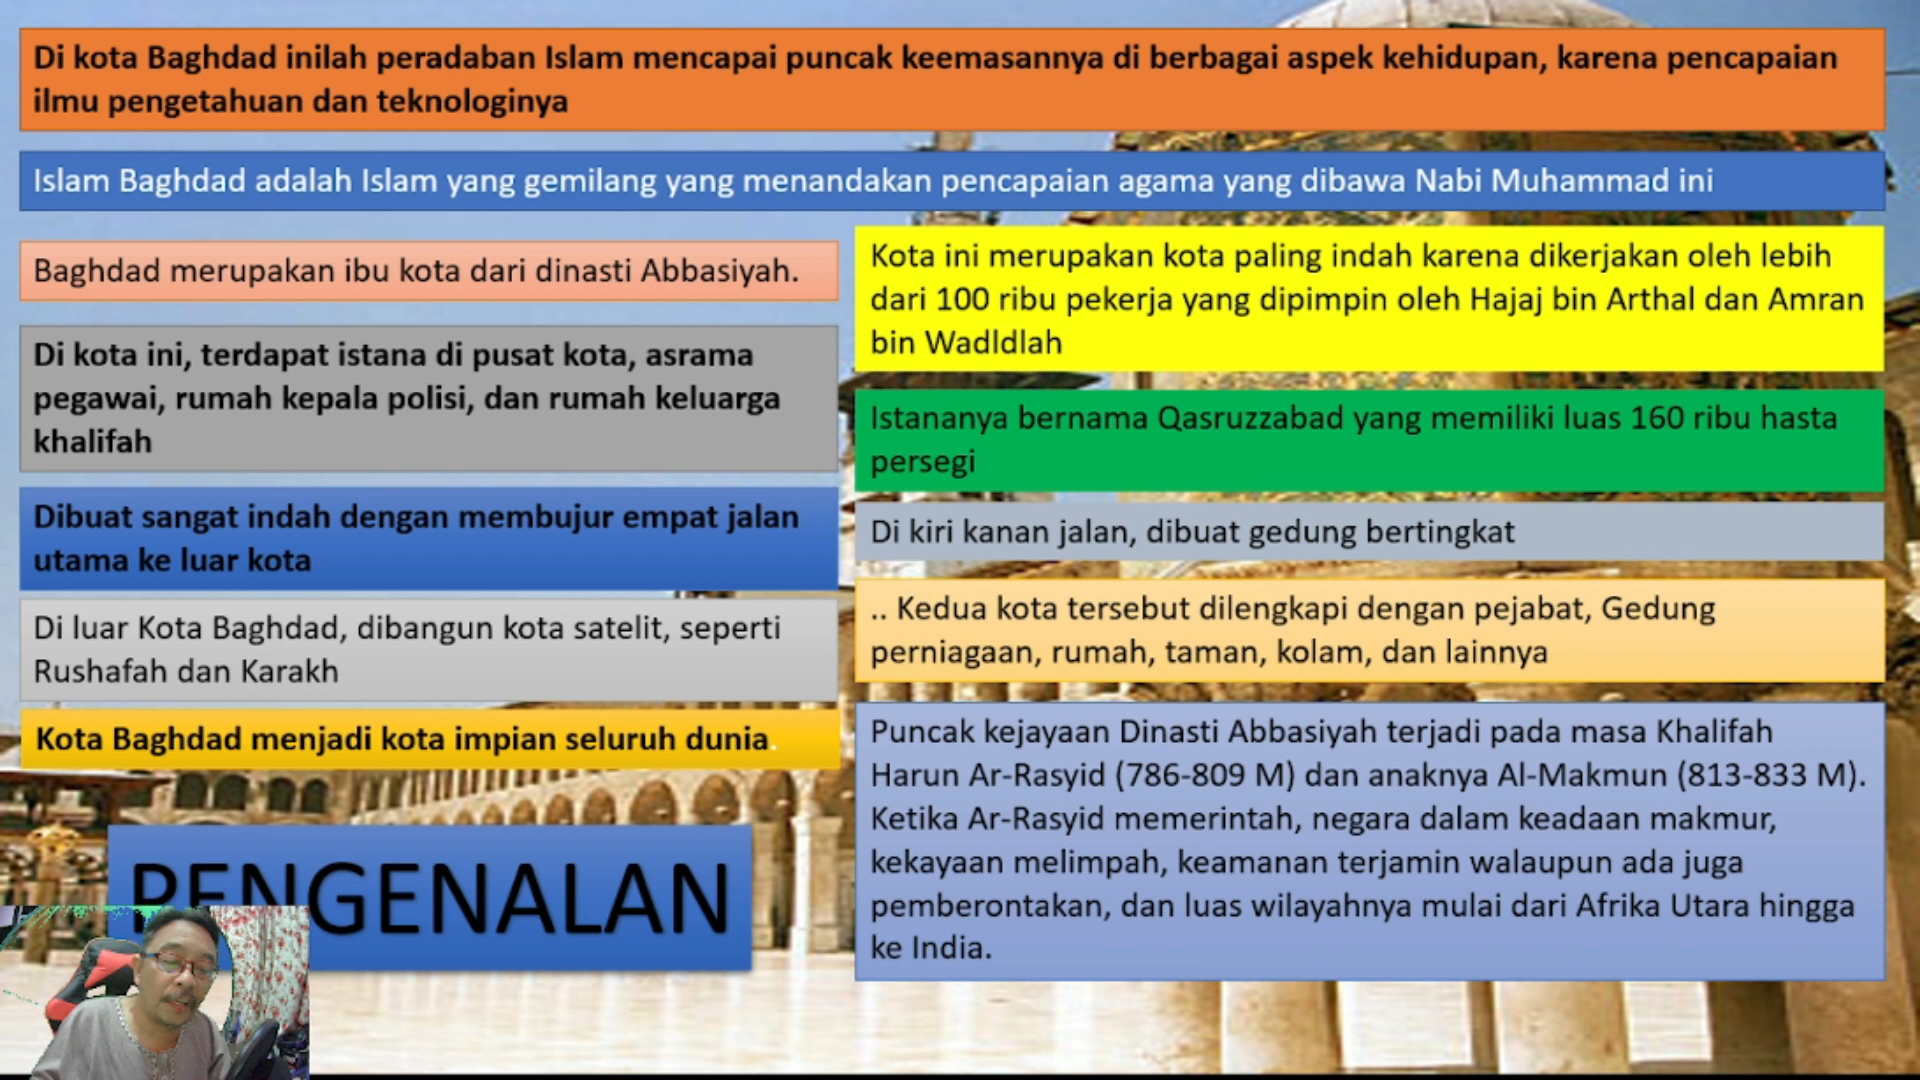 Di kota Baghdad inilah peradaban Islam mencapai puncak keemasannya di berbagai aspek kehidupan, karena pencapaian
ilmu pengetahuan dan teknologinya
Islam Baghdad adalah Islam yang gemilang yang menandakan pencapaian agama yang dibawa Nabi Muhammad ini
Baghdad merupakan ibu kota dari dinasti Abbasiyah.
Di kota ini, terdapat istana di pusat kota, asrama
pegawai, rumah kepala polisi, dan rumah keluarga
khalifah
Dibuat sangat indah dengan membujur empat jalan
utama ke luar kota
Di luar Kota Baghdad, dibangun kota satelit, seperti
Rushafah dan Karakh
Kota Baghdad menjadi kota impian seluruh dunia.
Kota ini merupakan kota paling indah karena dikerjakan oleh lebih
dari 100 ribu pekerja yang dipimpin oleh Hajaj bin Arthal dan Amran
bin Wadldlah
Istananya bernama Qasruzzabad yang memiliki luas 160 ribu hasta
persegi
Di kiri kanan jalan, dibuat gedung bertingkat
.. Kedua kota tersebut dilengkapi dengan pejabat, Gedung
perniagaan, rumah, taman, kolam, dan lainnya
Puncak kejayaan Dinasti Abbasiyah terjadi pada masa Khalifah
Harun Ar-Rasyid (786-809 M) dan anaknya Al-Makmun (813-833 M).
Ketika Ar-Rasyid memerintah, negara dalam keadaan makmur,
kekayaan melimpah, keamanan terjamin walaupun ada juga
pemberontakan, dan luas wilayahnya mulai dari Afrika Utara hingga
ke India.
PENGENALAN